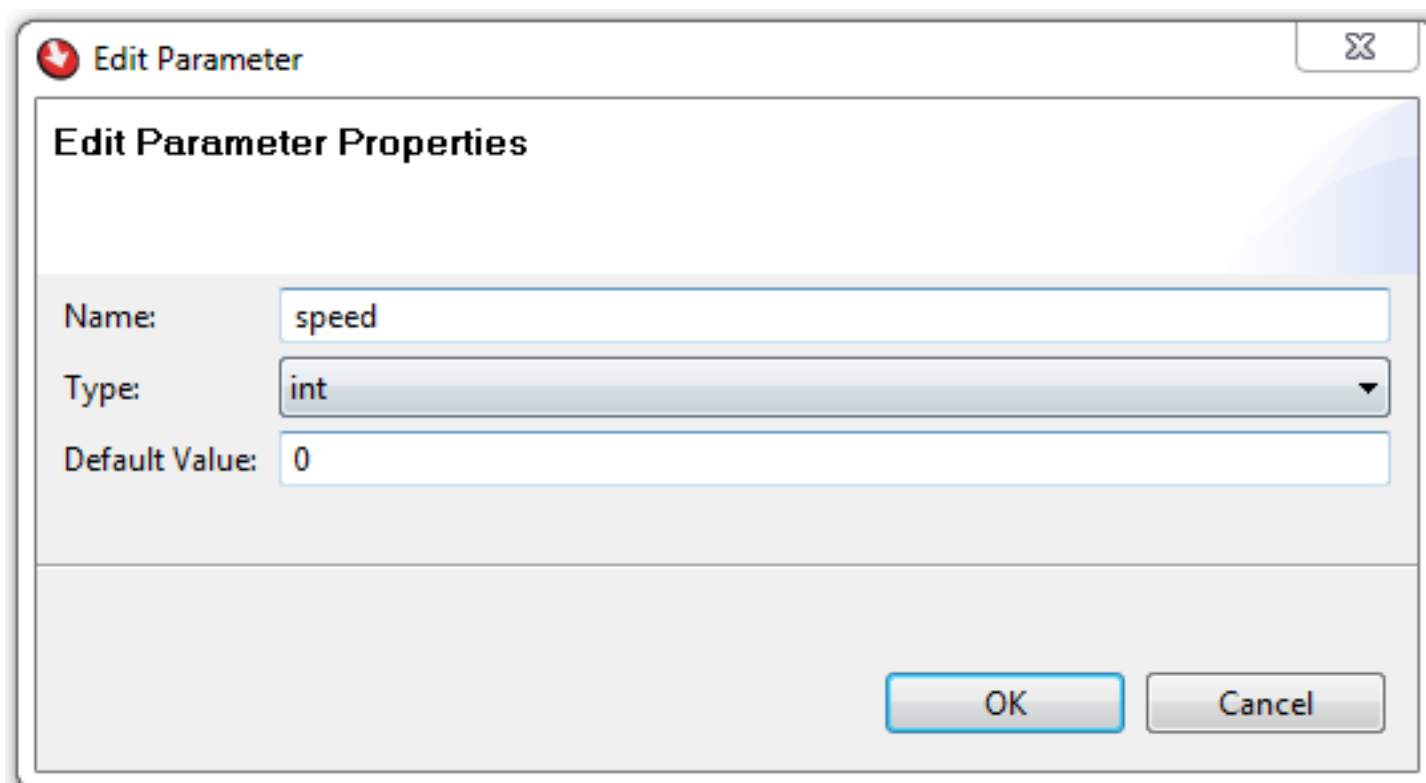 Edit Parameter
Edit Parameter Properties
Name: speed
Type: int
Default Value: 0
OK Cancel